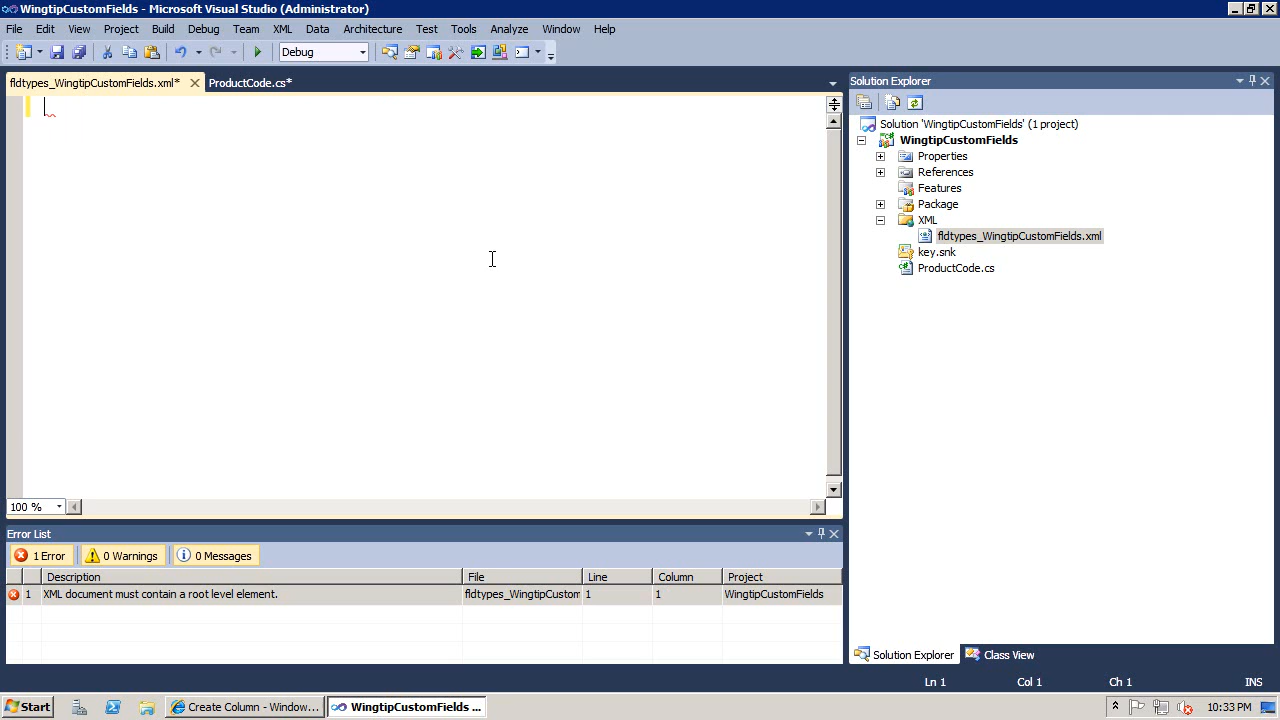 WingtipCustomFields - Microsoft Visual Studio (Administrator)
File Edit View Project Build Debug Team XML Data Architecture Test Tools Analyze Window Help
Debug
fldtypes_WingtipCustomFields.xml* ProductCode.cs*
Solution Explorer
Solution 'WingtipCustomFields' (1 project)
WingtipCustomFields
Properties
References
Features
Package
XML
fldtypes_WingtipCustomFields.xml
key.snk
ProductCode.cs
100 %
Error List
1 Error 0 Warnings 0 Messages
Description File Line Column Project
1 XML document must contain a root level element. fldtypes_WingtipCustom 1 1 WingtipCustomFields
Solution Explorer Class View
Ln 1 Col 1 Ch 1 INS
Start Create Column - Window... WingtipCustomFields ... 10:33 PM